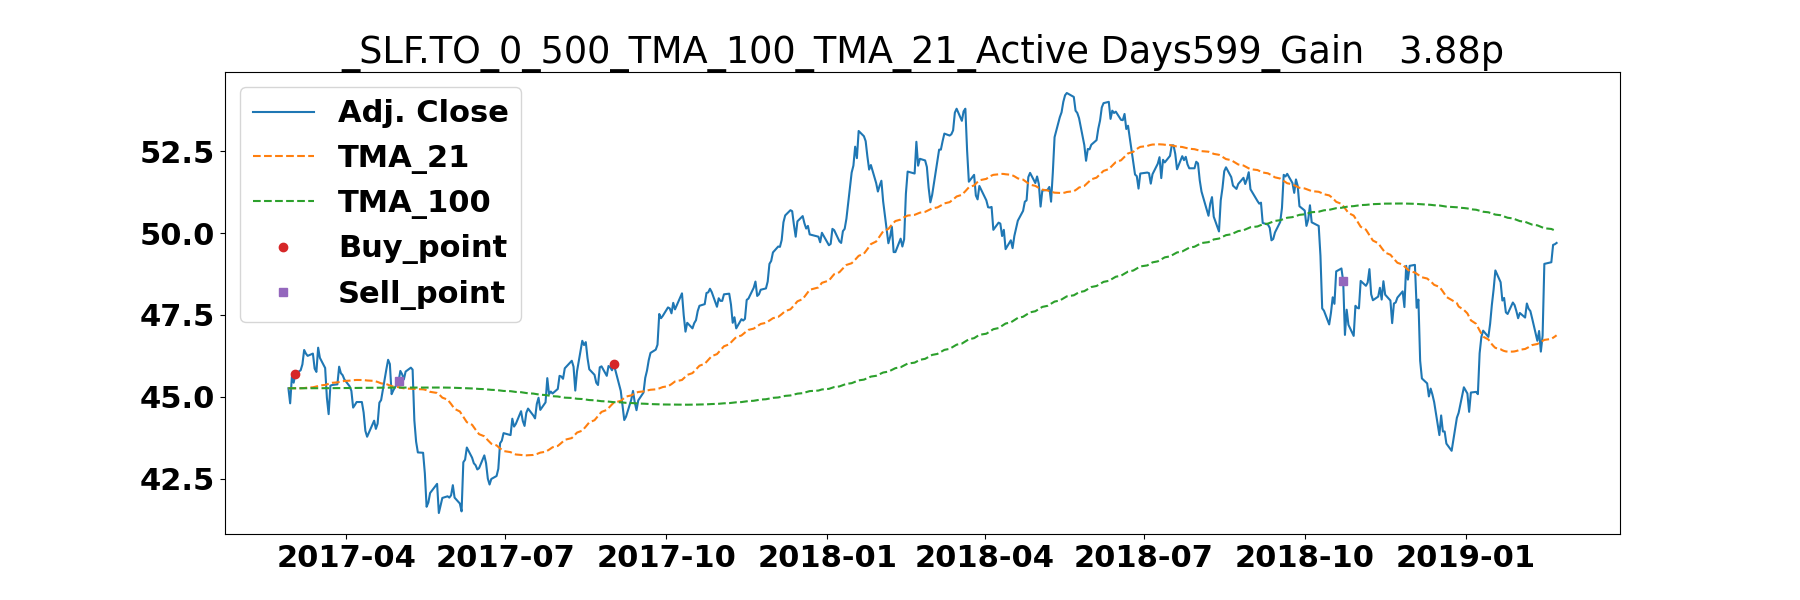 _SLF.TO_0_500_TMA_100_TMA_21_Active Days599_Gain   3.88p
Adj. Close
TMA_21
TMA_100
Buy_point
Sell_point
52.5
50.0
47.5
45.0
42.5
2017-04 2017-07 2017-10 2018-01 2018-04 2018-07 2018-10 2019-01